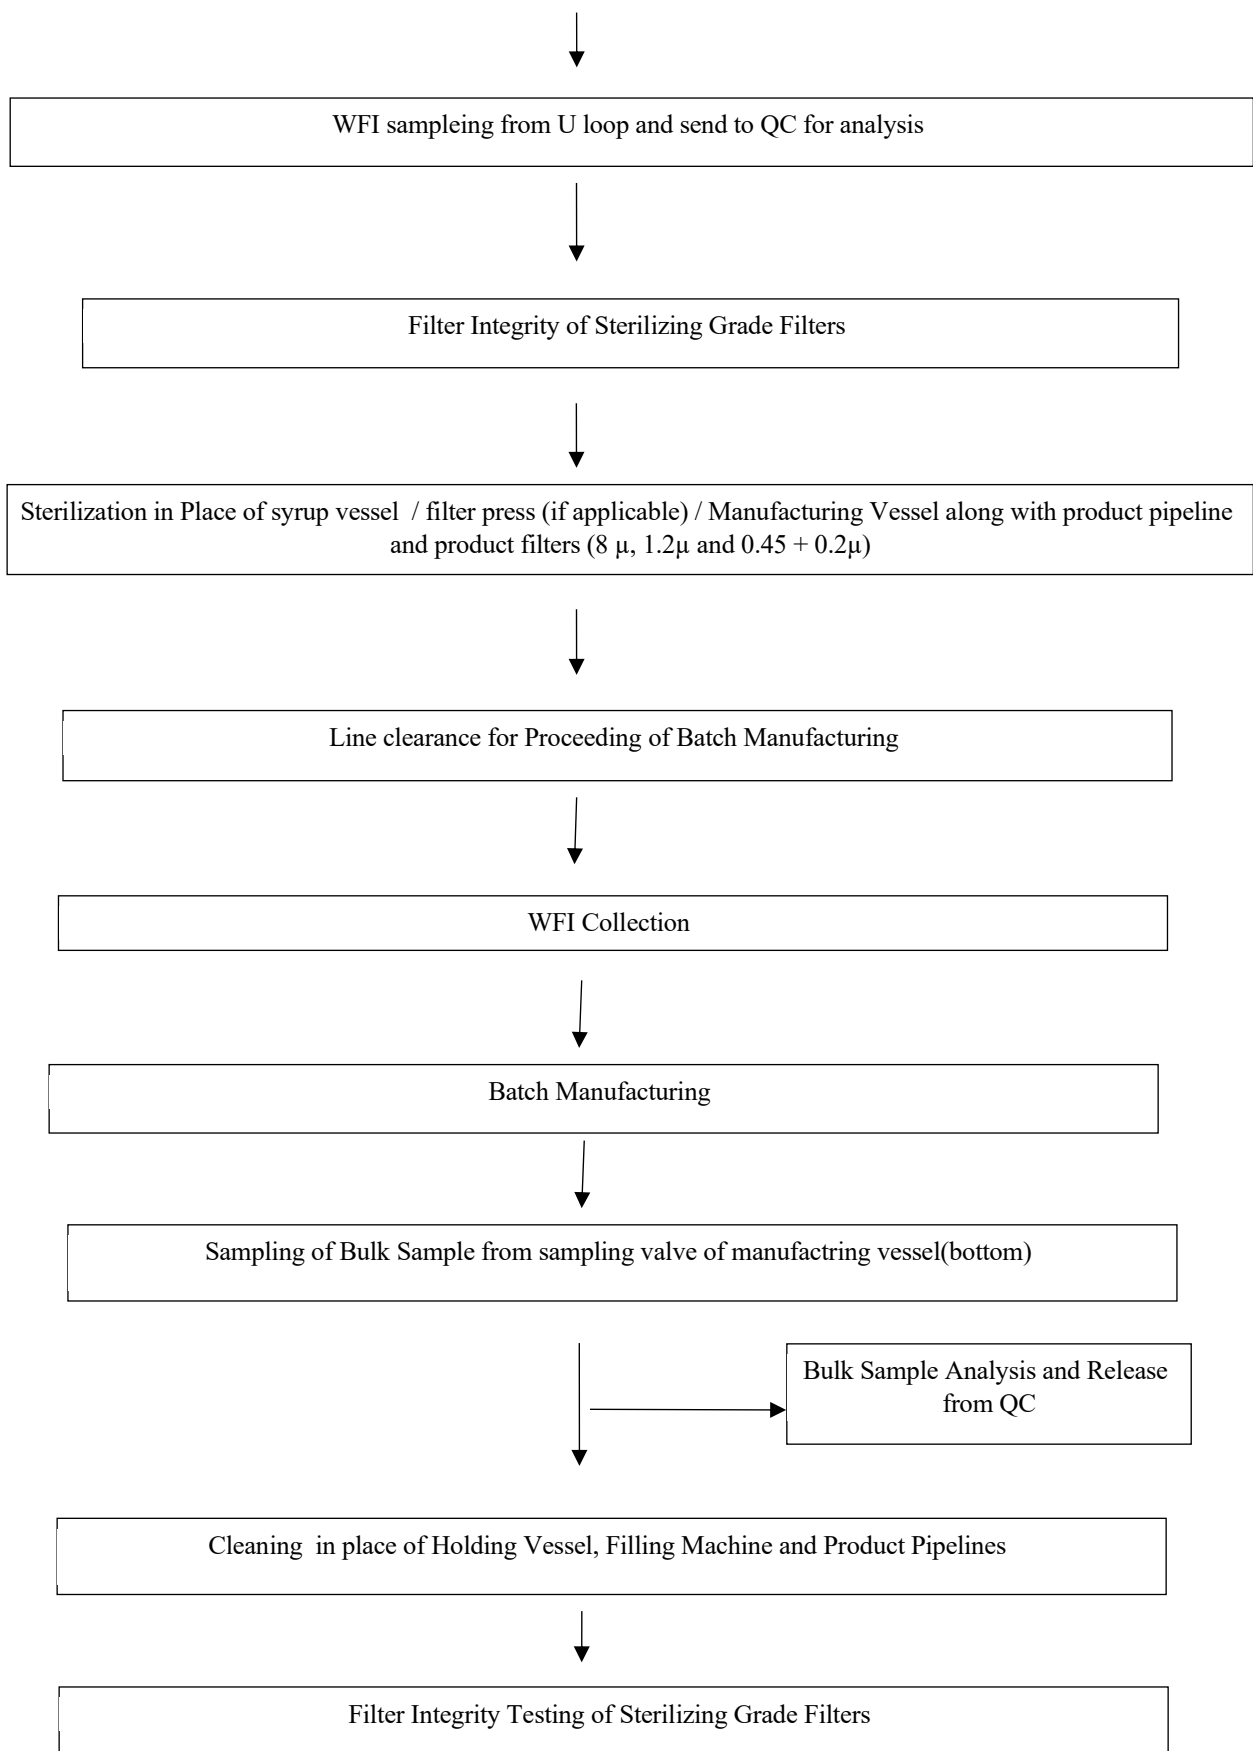 WFI sampleing from U loop and send to QC for analysis
Filter Integrity of Sterilizing Grade Filters
Sterilization in Place of syrup vessel / filter press (if applicable) / Manufacturing Vessel along with product pipeline
and product filters (8 µ, 1.2µ and 0.45 + 0.2µ)
Line clearance for Proceeding of Batch Manufacturing
WFI Collection
Batch Manufacturing
Sampling of Bulk Sample from sampling valve of manufactring vessel(bottom)
Bulk Sample Analysis and Release
from QC
Cleaning in place of Holding Vessel, Filling Machine and Product Pipelines
Filter Integrity Testing of Sterilizing Grade Filters